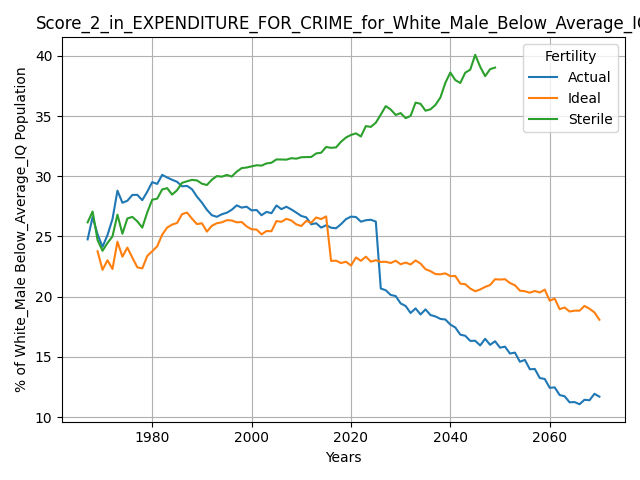 Score_2_in_EXPENDITURE_FOR_CRIME_for_White_Male_Below_Average_IQ
% of White_Male Below_Average_IQ Population
40
35
30
25
20
15
10
1980
2000
2020
2040
2060
Years
Fertility
Actual
Ideal
Sterile